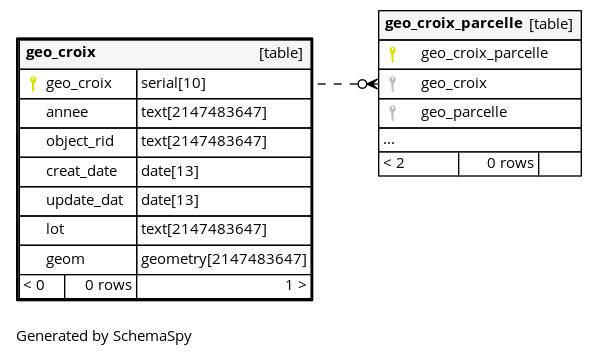 geo_croix [table]
geo_croix serial[10]
annee text[2147483647]
object_rid text[2147483647]
creat_date date[13]
update_dat date[13]
lot text[2147483647]
geom geometry[2147483647]
< 0 0 rows 1 >
geo_croix_parcelle [table]
geo_croix_parcelle
geo_croix
geo_parcelle
...
< 2 0 rows
Generated by SchemaSpy